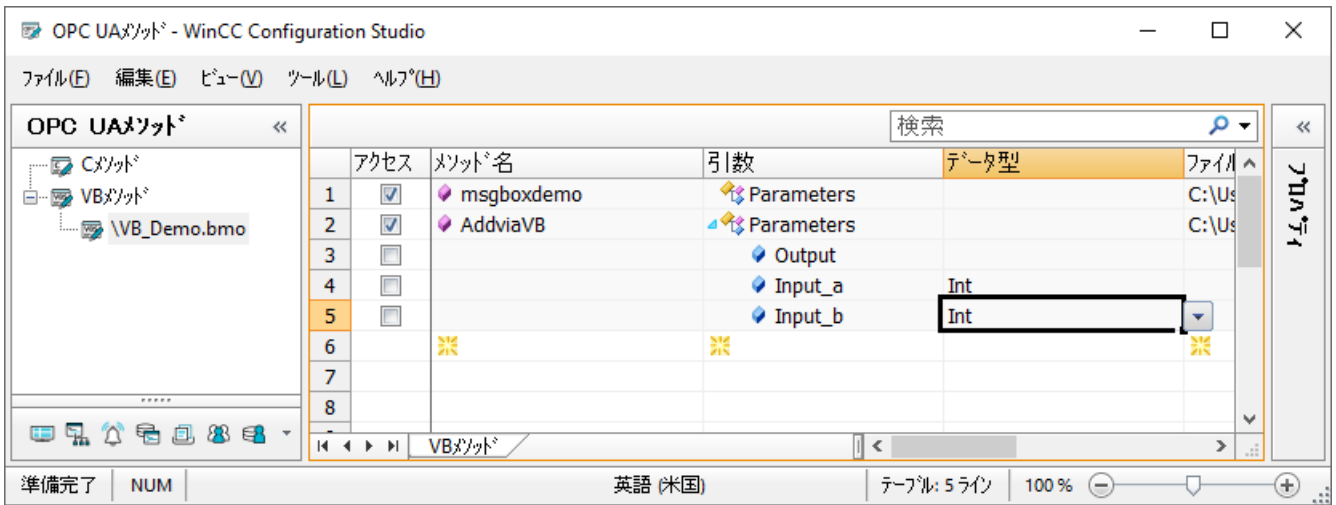 OPC UAﾒｿｯﾄﾞ - WinCC Configuration Studio
ﾌｧｲﾙ(F) 編集(E) ﾋﾞｭｰ(V) ﾂｰﾙ(L) ﾍﾙﾌﾟ(H)
OPC UAﾒｿｯﾄﾞ «
検索
«
Cﾒｿｯﾄﾞ
VBﾒｿｯﾄﾞ
\VB_Demo.bmo
アクセス ﾒｿｯﾄﾞ名 引数 ﾃﾞｰﾀ型 ﾌｧｲﾙ
1 msgboxdemo Parameters C:\Us
2 AddviaVB Parameters C:\Us
3 Output
4 Input_a Int
5 Input_b Int
6
7
8
ﾌﾟﾛﾊﾟﾃｨ
VBﾒｿｯﾄﾞ
準備完了 NUM 英語 (米国) ﾃｰﾌﾞﾙ: 5 ﾗｲﾝ 100 %